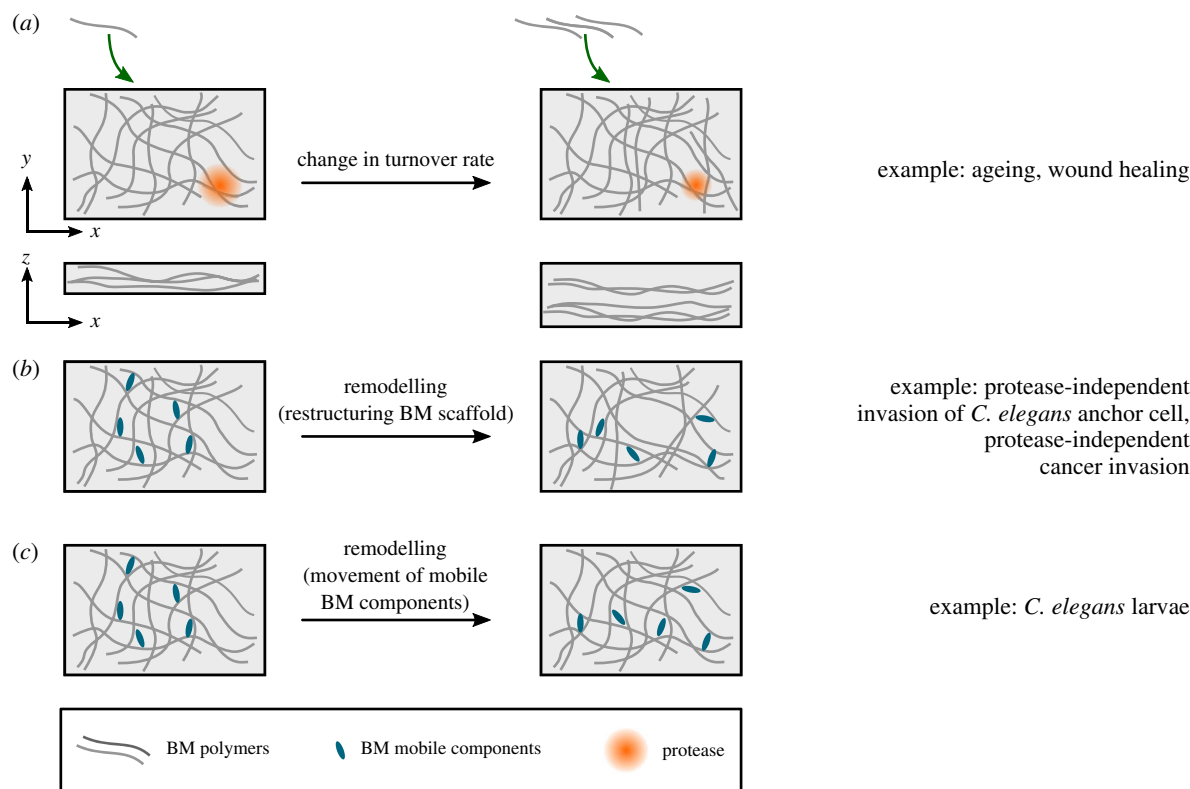 (a)
y
change in turnover rate
example: ageing, wound healing
x
z
x
(b)
remodelling
(restructuring BM scaffold)
example: protease-independent
invasion of C. elegans anchor cell,
protease-independent
cancer invasion
(c)
remodelling
(movement of mobile
BM components)
example: C. elegans larvae
BM polymers
BM mobile components
protease